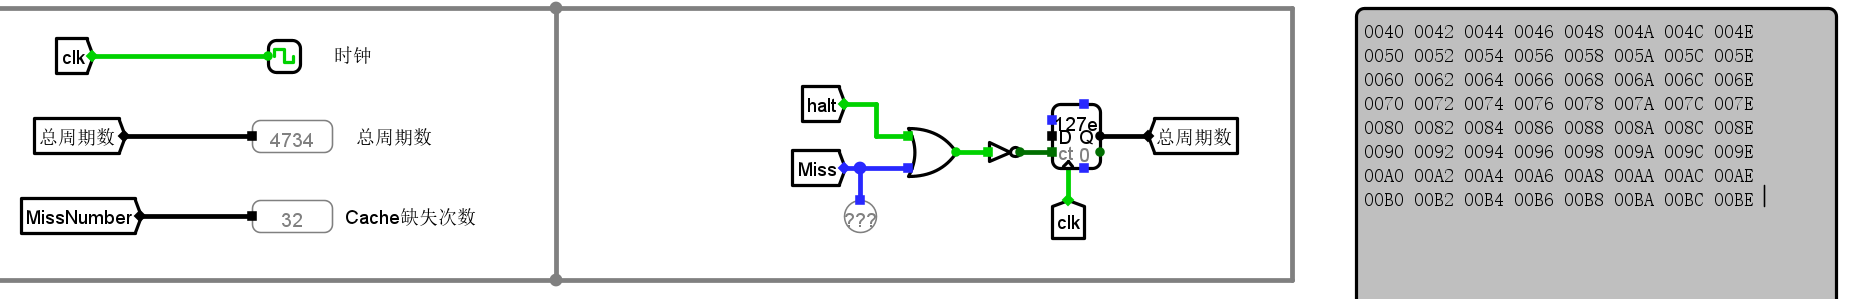 clk 时钟
总周期数 4734 总周期数
MissNumber 32 Cache缺失次数
halt
Miss
???
127e
D Q
ct 0
总周期数
clk
0040 0042 0044 0046 0048 004A 004C 004E
0050 0052 0054 0056 0058 005A 005C 005E
0060 0062 0064 0066 0068 006A 006C 006E
0070 0072 0074 0076 0078 007A 007C 007E
0080 0082 0084 0086 0088 008A 008C 008E
0090 0092 0094 0096 0098 009A 009C 009E
00A0 00A2 00A4 00A6 00A8 00AA 00AC 00AE
00B0 00B2 00B4 00B6 00B8 00BA 00BC 00BE